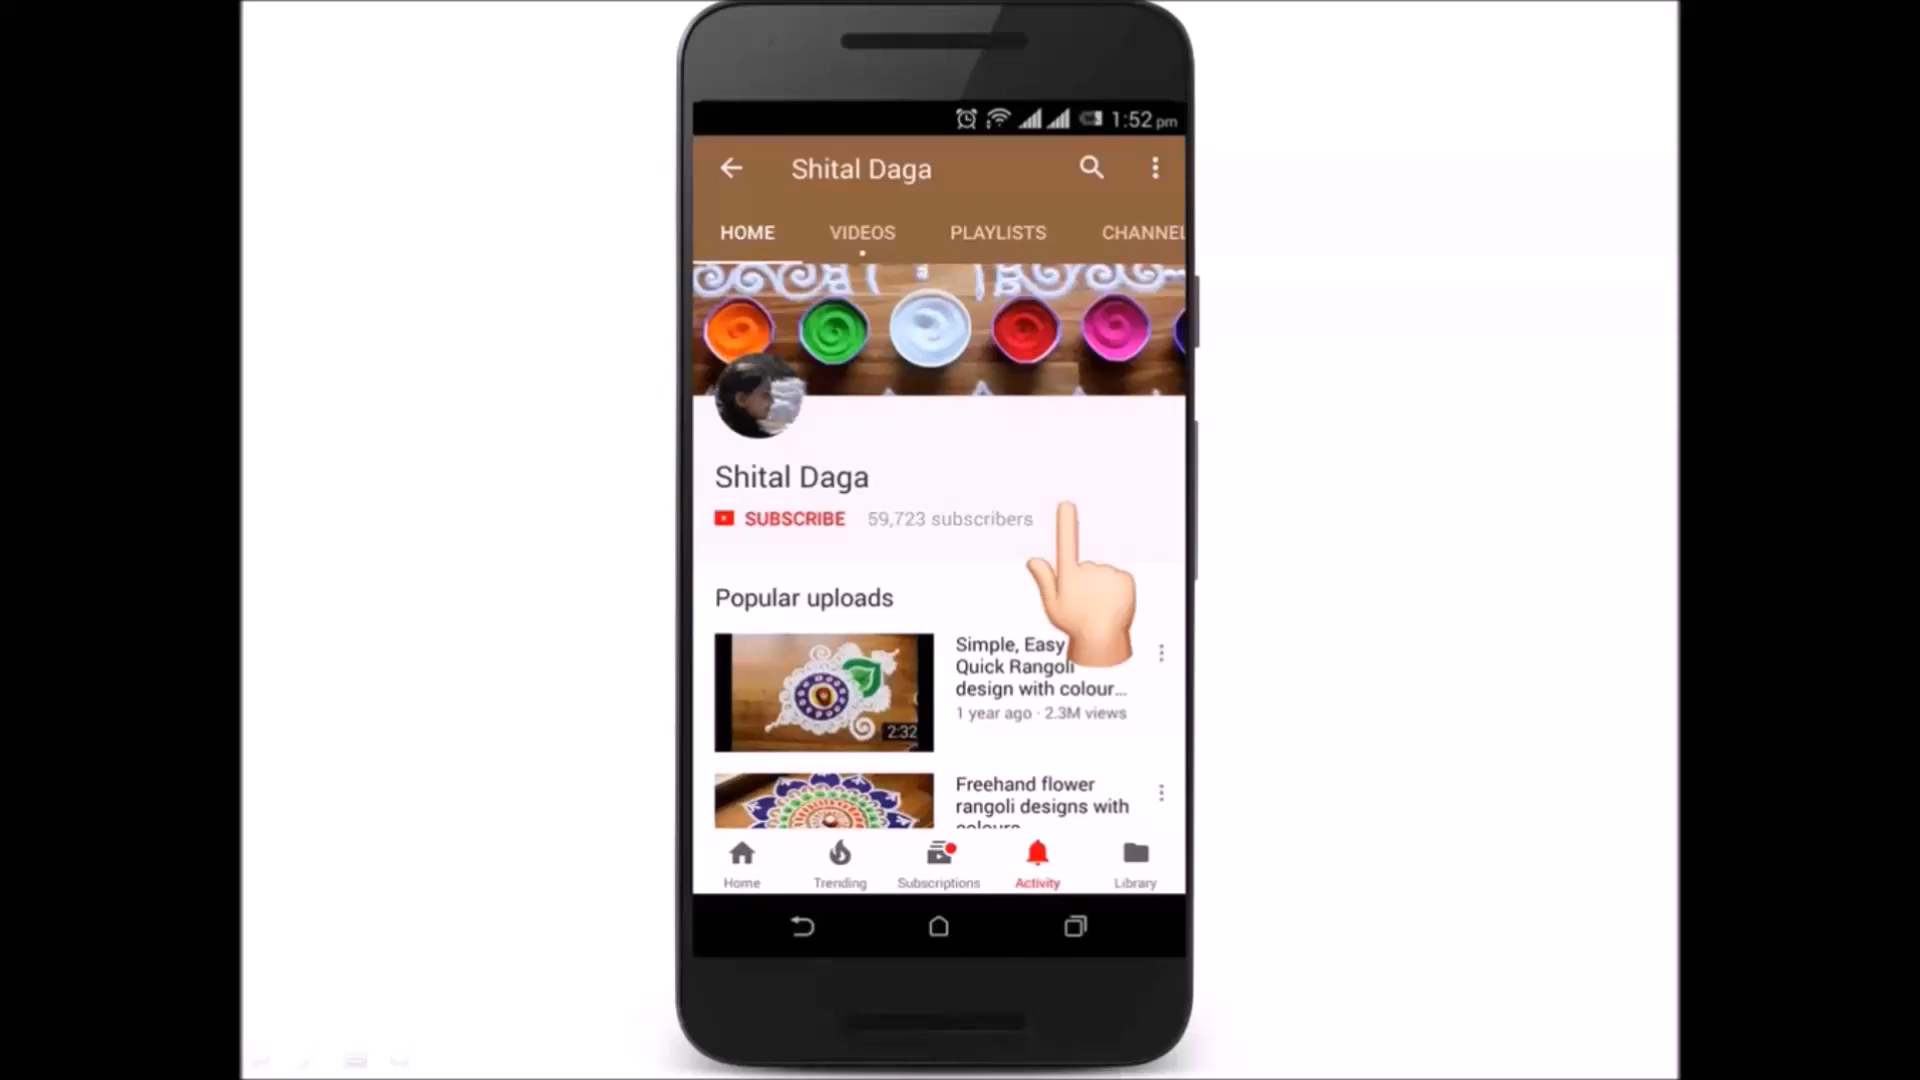 1:52 pm
Shital Daga
HOME VIDEOS PLAYLISTS CHANNEL
Shital Daga
SUBSCRIBE 59,723 subscribers
Popular uploads
Simple, Easy
Quick Rangoli
design with colour...
1 year ago · 2.3M views
2:32
Freehand flower
rangoli designs with
colours
Home Trending Subscriptions Activity Library